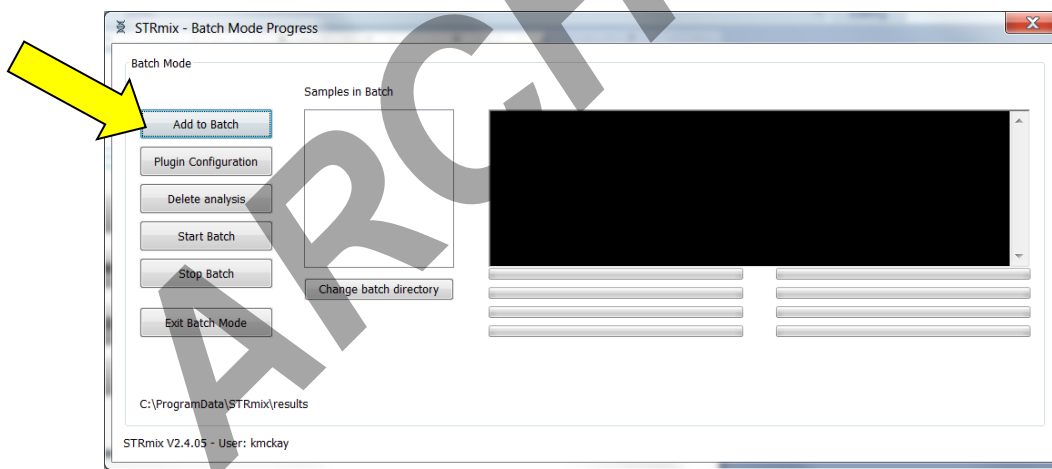 STRmix - Batch Mode Progress
Batch Mode
Samples in Batch
Add to Batch
Plugin Configuration
Delete analysis
Start Batch
Stop Batch
Change batch directory
Exit Batch Mode
C:\ProgramData\STRmix\results
STRmix V2.4.05 - User: kmckay